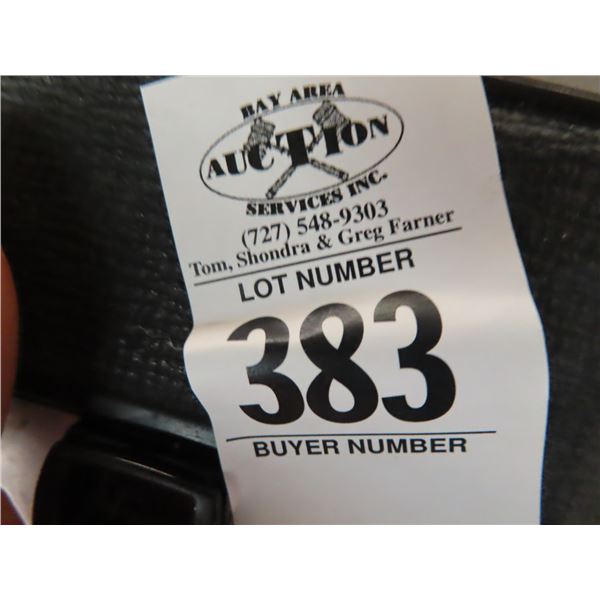 BAY AREA
AUCTION
SERVICES INC.
(727) 548-9303
Tom, Shondra & Greg Farner
LOT NUMBER
383
BUYER NUMBER